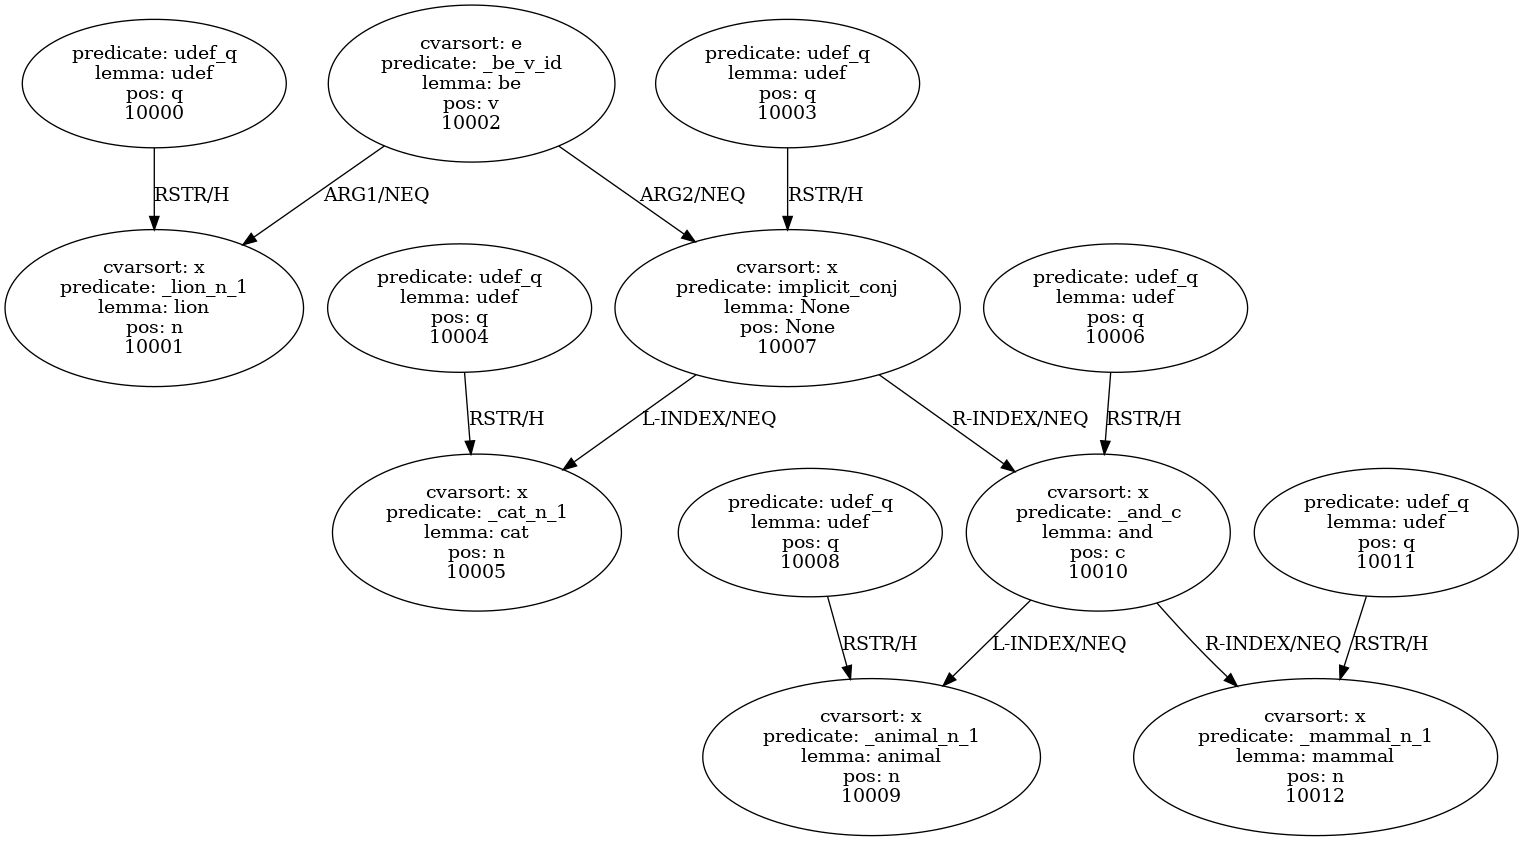 predicate: udef_q
lemma: udef
pos: q
10000
cvarsort: e
predicate: _be_v_id
lemma: be
pos: v
10002
predicate: udef_q
lemma: udef
pos: q
10003
RSTR/H
ARG1/NEQ
ARG2/NEQ
RSTR/H
cvarsort: x
predicate: _lion_n_1
lemma: lion
pos: n
10001
predicate: udef_q
lemma: udef
pos: q
10004
cvarsort: x
predicate: implicit_conj
lemma: None
pos: None
10007
predicate: udef_q
lemma: udef
pos: q
10006
RSTR/H
L-INDEX/NEQ
R-INDEX/NEQ
RSTR/H
cvarsort: x
predicate: _cat_n_1
lemma: cat
pos: n
10005
predicate: udef_q
lemma: udef
pos: q
10008
cvarsort: x
predicate: _and_c
lemma: and
pos: c
10010
predicate: udef_q
lemma: udef
pos: q
10011
RSTR/H
L-INDEX/NEQ
R-INDEX/NEQ
RSTR/H
cvarsort: x
predicate: _animal_n_1
lemma: animal
pos: n
10009
cvarsort: x
predicate: _mammal_n_1
lemma: mammal
pos: n
10012